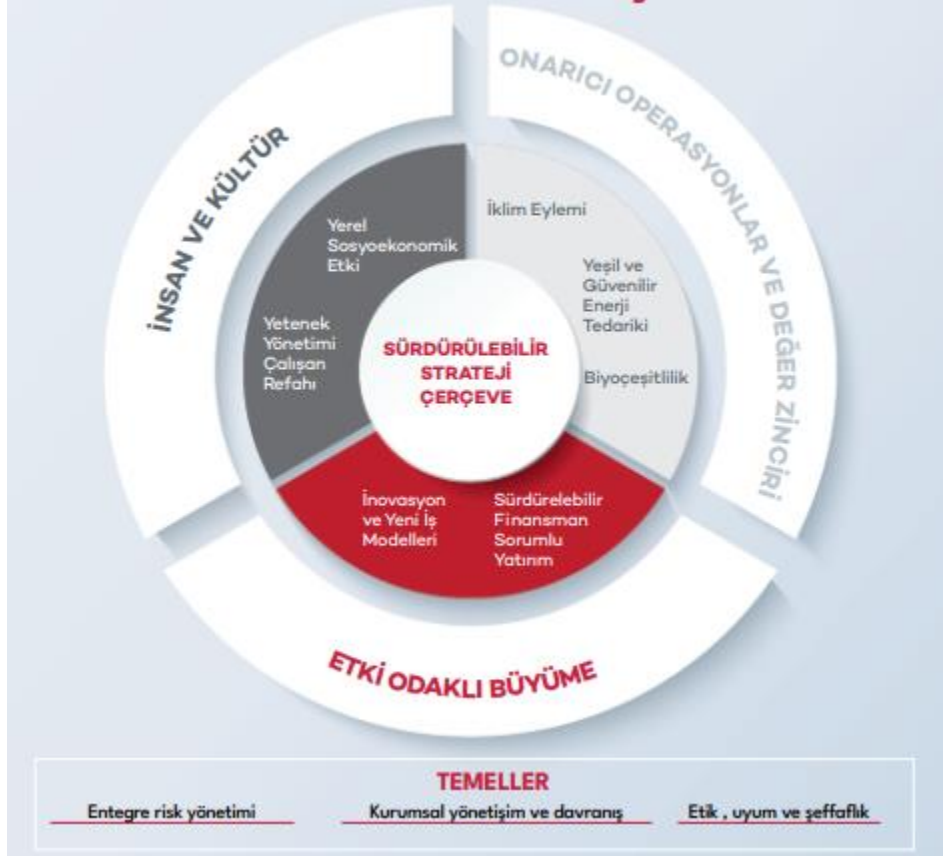 İNSAN VE KÜLTÜR
ONARICI OPERASYONLAR VE DEĞER ZİNCİRİ
Yerel
Sosyoekonomik
Etki
Yetenek
Yönetimi
Çalışan
Refahı
İklim Eylemi
Yeşil ve
Güvenilir
Enerji
Tedariki
Biyoçeşitlilik
SÜRDÜRÜLEBİLİR
STRATEJİ
ÇERÇEVE
İnovasyon
ve Yeni İş
Modelleri
Sürdürelebilir
Finansman
Sorumlu
Yatırım
ETKİ ODAKLI BÜYÜME
TEMELLER
Entegre risk yönetimi
Kurumsal yönetişim ve davranış
Etik , uyum ve şeffaflık